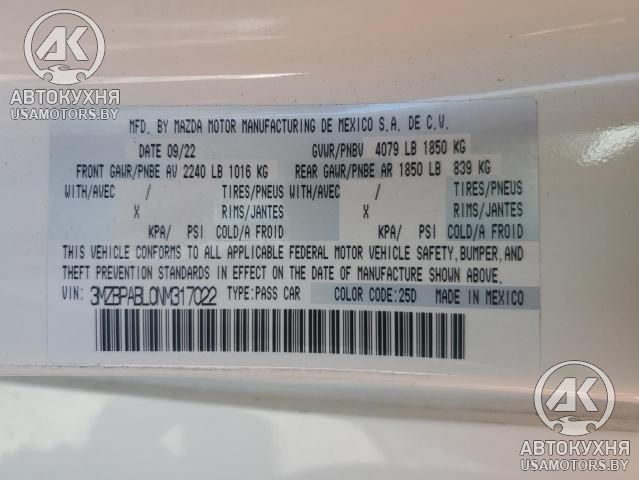 АК
АВТОКУХНЯ
USAMOTORS.BY
MFD. BY MAZDA MOTOR MANUFACTURING DE MEXICO S.A. DE C.V.
DATE 09/22 GVWR/PNBV 4079 LB 1850 KG
FRONT GAWR/PNBE AV 2240 LB 1016 KG REAR GAWR/PNBE AR 1850 LB 839 KG
WITH/AVEC / TIRES/PNEUS WITH/AVEC / TIRES/PNEUS
X RIMS/JANTES X RIMS/JANTES
KPA/ PSI COLD/A FROID KPA/ PSI COLD/A FROID
THIS VEHICLE CONFORMS TO ALL APPLICABLE FEDERAL MOTOR VEHICLE SAFETY, BUMPER, AND
THEFT PREVENTION STANDARDS IN EFFECT ON THE DATE OF MANUFACTURE SHOWN ABOVE.
VIN: 3MZBPABL0NM317022 TYPE:PASS CAR COLOR CODE:25D MADE IN MEXICO
АК
АВТОКУХНЯ
USAMOTORS.BY